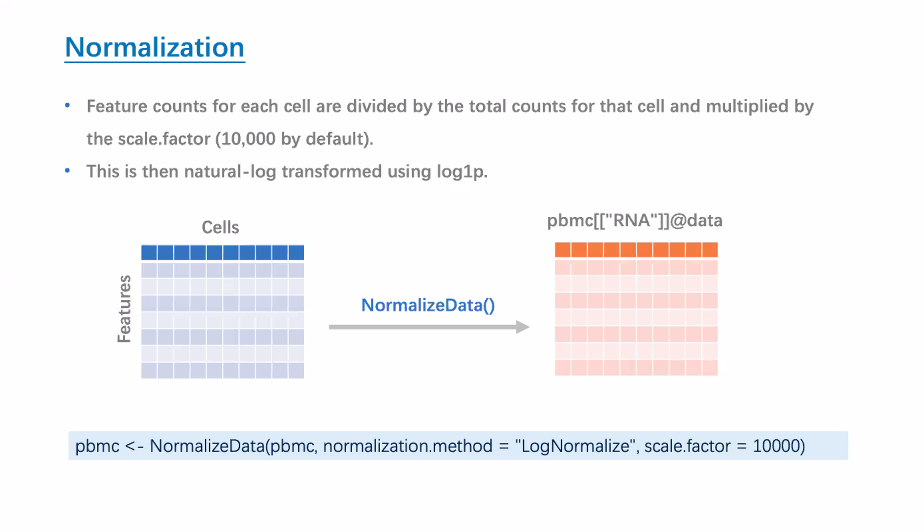 Normalization
• Feature counts for each cell are divided by the total counts for that cell and multiplied by
the scale.factor (10,000 by default).
• This is then natural-log transformed using log1p.
Cells
pbmc[["RNA"]]@data
Features
NormalizeData()
pbmc <- NormalizeData(pbmc, normalization.method = "LogNormalize", scale.factor = 10000)